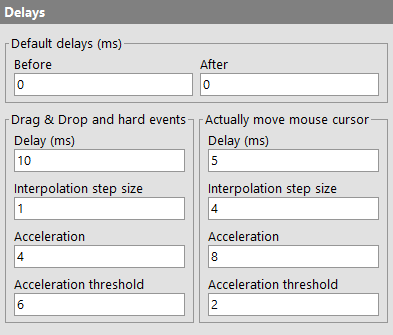 Delays
Default delays (ms)
Before After
0 0
Drag & Drop and hard events
Delay (ms)
10
Interpolation step size
1
Acceleration
4
Acceleration threshold
6
Actually move mouse cursor
Delay (ms)
5
Interpolation step size
4
Acceleration
8
Acceleration threshold
2